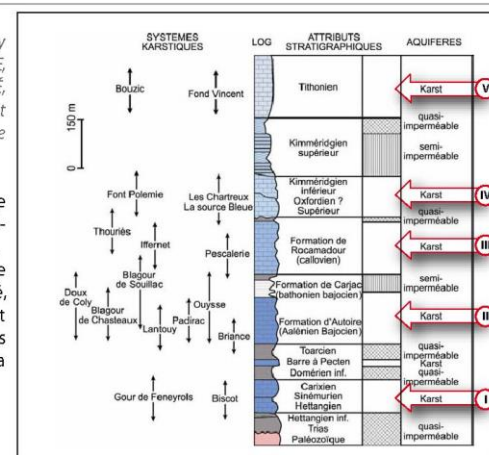 SYSTEMES
KARSTIQUES
LOG
ATTRIBUTS
STRATIGRAPHIQUES
AQUIFERES
150 m
0
Bouzic
Fond Vincent
Font Polemie
Les Chartreux
La source Bleue
Thouriès
Iffernet
Pescalerie
Doux
de Coly
Blagour
de Souillac
Blagour
de Chasteaux
Ouysse
Padirac
Lantouy
Briance
Gour de Feneyrols
Biscot
Tithonien
Kimméridgien
supérieur
Kimméridgien
inférieur
Oxfordien ?
Supérieur
Formation de
Rocamadour
(callovien)
Formation de Carjac
(bathonien bajocien)
Formation d'Autoire
(Aalénien Bajocien)
Toarcien
Barre à Pecten
Domérien inf.
Carixien
Sinémurien
Hettangien
Hettangien inf.
Trias
Paléozoïque
Karst
V
quasi-
imperméable
semi-
imperméable
Karst
IV
quasi-
imperméable
Karst
III
semi-
imperméable
Karst
II
quasi-
imperméable
Karst
quasi-
imperméable
Karst
I
quasi-
imperméable